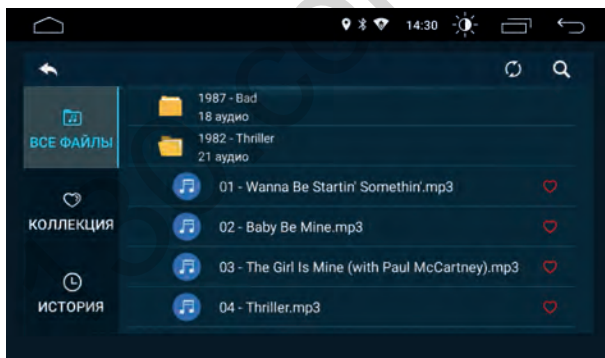 14:30
1987 - Bad
18 аудио
ВСЕ ФАЙЛЫ
1982 - Thriller
21 аудио
01 - Wanna Be Startin' Somethin'.mp3
КОЛЛЕКЦИЯ
02 - Baby Be Mine.mp3
03 - The Girl Is Mine (with Paul McCartney).mp3
ИСТОРИЯ
04 - Thriller.mp3